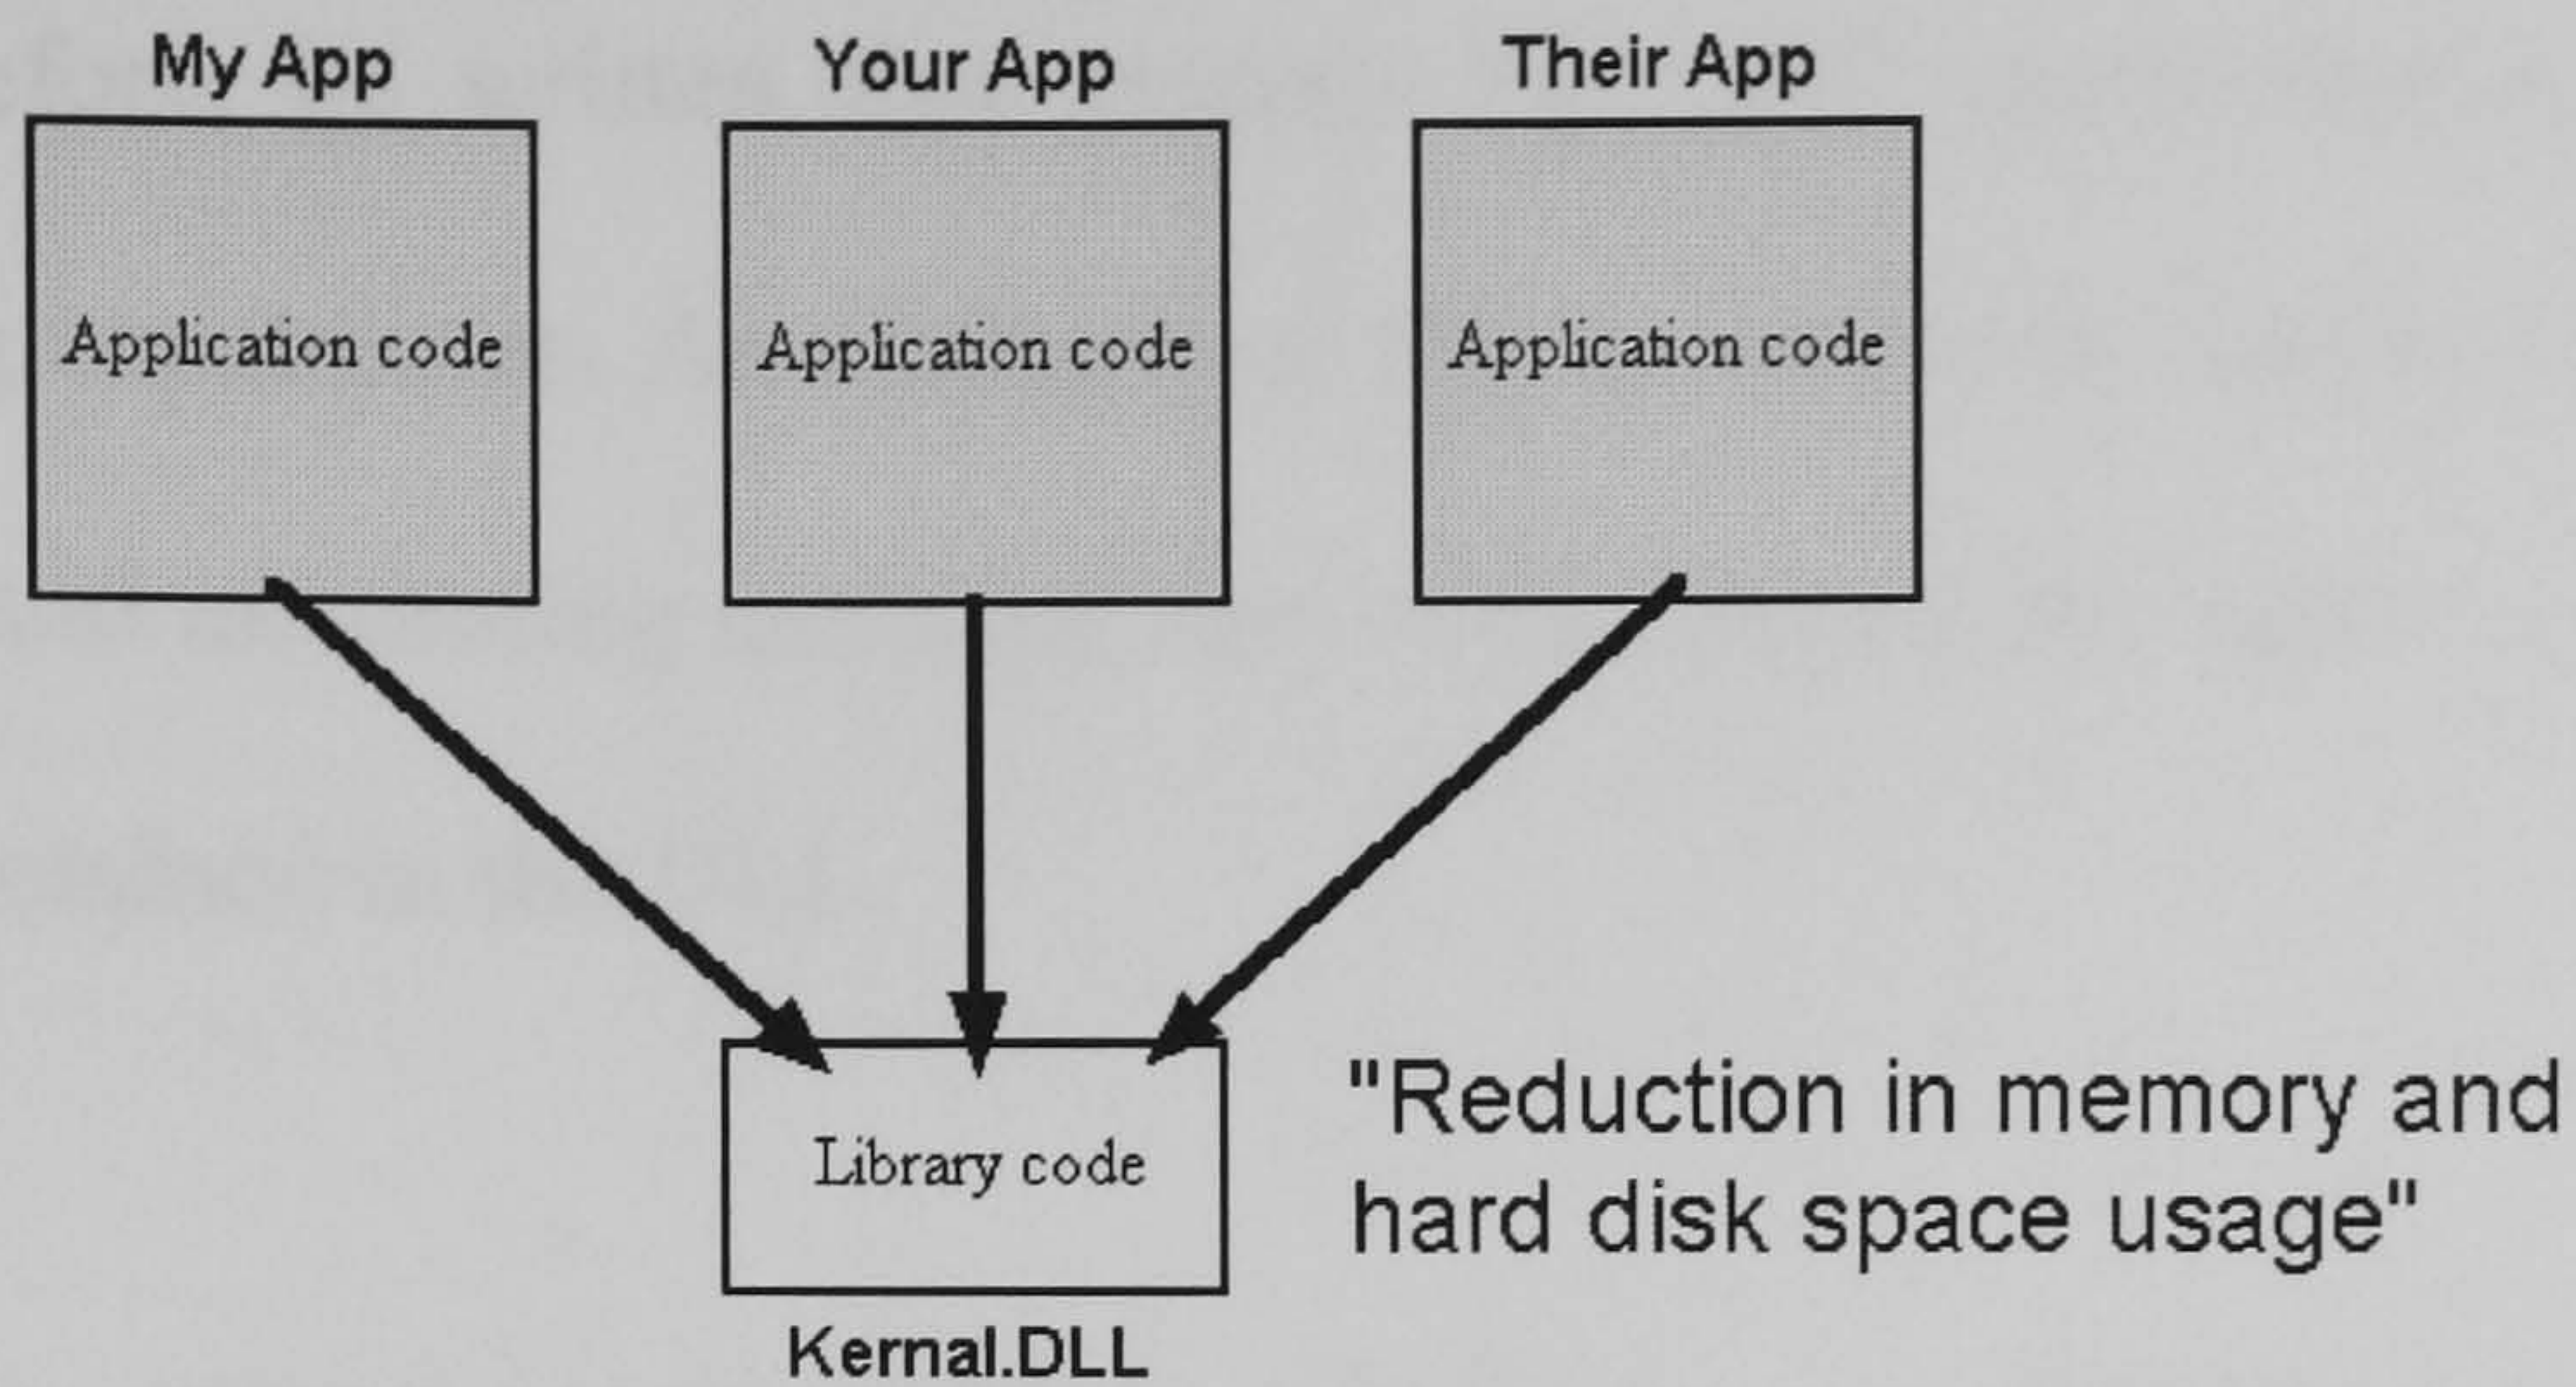 My App
Your App
Their App
Application code
Application code
Application code
Library code
"Reduction in memory and
hard disk space usage"
Kernal.DLL